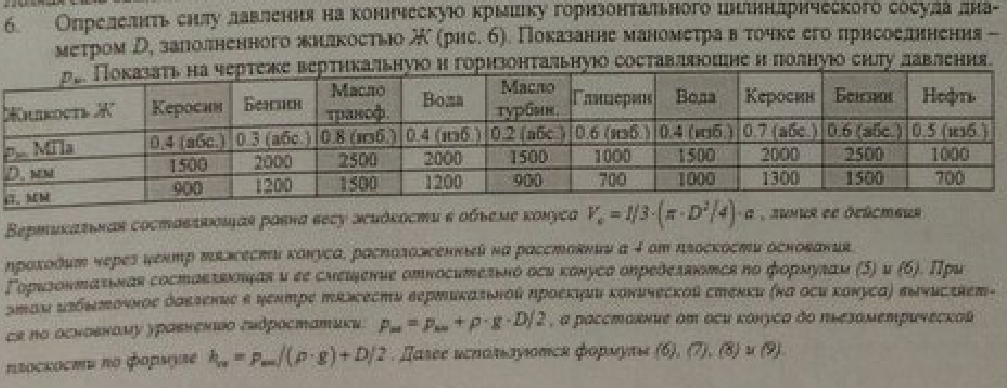 6. Определить силу давления на коническую крышку горизонтального цилиндрического сосуда диа-
метром D, заполненного жидкостью Ж (рис. 6). Показание манометра в точке его присоединения –
pм. Показать на чертеже вертикальную и горизонтальную составляющие и полную силу давления.
Жидкость Ж Керосин Бензин Масло трансф. Вода Масло турбин. Глицерин Вода Керосин Бензин Нефть
pм, МПа 0.4 (абс.) 0.3 (абс.) 0.8 (изб.) 0.4 (изб.) 0.2 (абс.) 0.6 (изб.) 0.4 (изб.) 0.7 (абс.) 0.6 (абс.) 0.5 (изб.)
D, мм 1500 2000 2500 2000 1500 1000 1500 2000 2500 1000
a, мм 900 1200 1500 1200 900 700 1000 1300 1500 700
Вертикальная составляющая равна весу жидкости в объеме конуса Vк = 1/3·(π·D²/4)·a , линия ее действия
проходит через центр тяжести конуса, расположенный на расстоянии a/4 от плоскости основания.
Горизонтальная составляющая и ее смещение относительно оси конуса определяются по формулам (5) и (6). При
этом избыточное давление в центре тяжести вертикальной проекции конической стенки (на оси конуса) вычисляет-
ся по основному уравнению гидростатики: = + ρ·g·D/2 , а расстояние от оси конуса до пьезометрической
плоскости по формуле = /(ρ·g) + D/2 . Далее используются формулы (6), (7), (8) и (9).